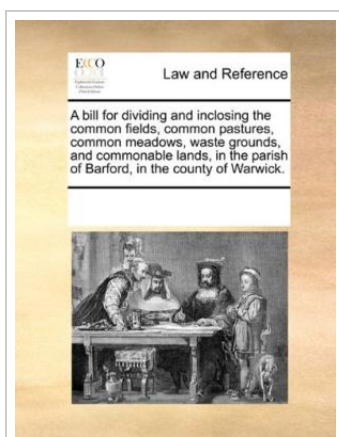 ECCO
Law and Reference
A bill for dividing and inclosing the
common fields, common pastures,
common meadows, waste grounds,
and commonable lands, in the parish
of Barford, in the county of Warwick.